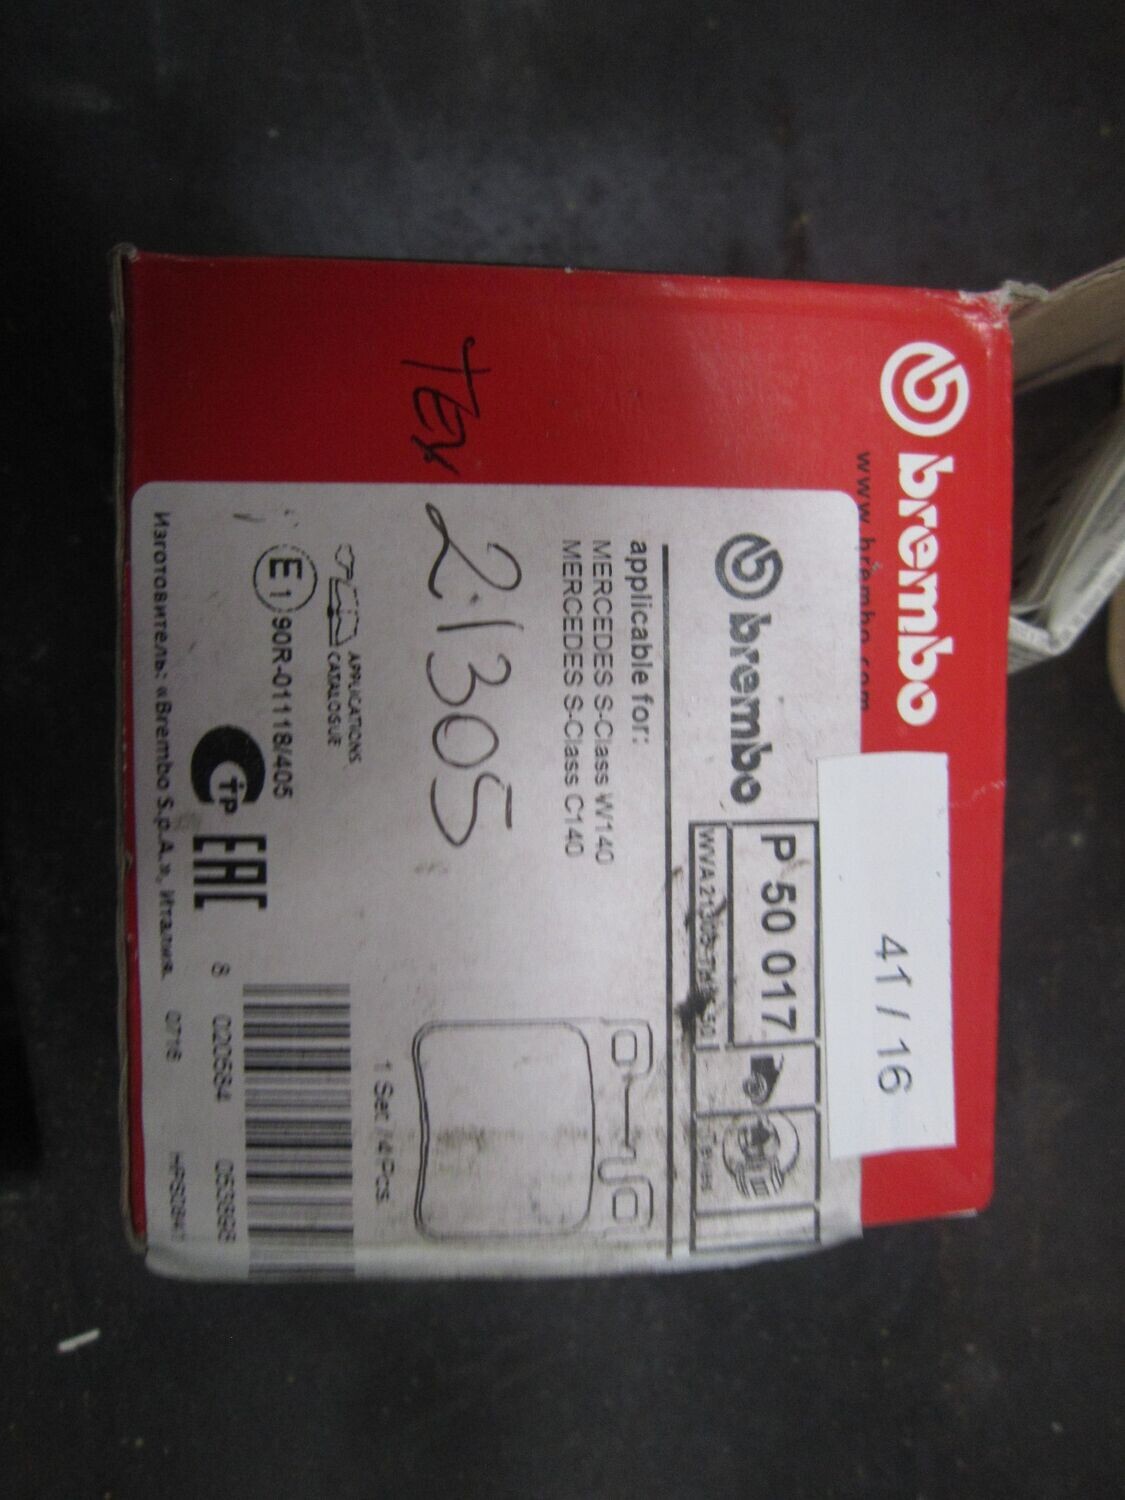 brembo
www.brembo.com
41 / 16
brembo
P 50 017
applicable for:
MERCEDES S-Class W140
MERCEDES S-Class C140
21305
1 Set / 4 Pcs.
APPLICATIONS
CATALOGUE
E1 90R-01118/405
EAC
Изготовитель: «Brembo S.p.A.», Италия.
0716
8 020584 053998